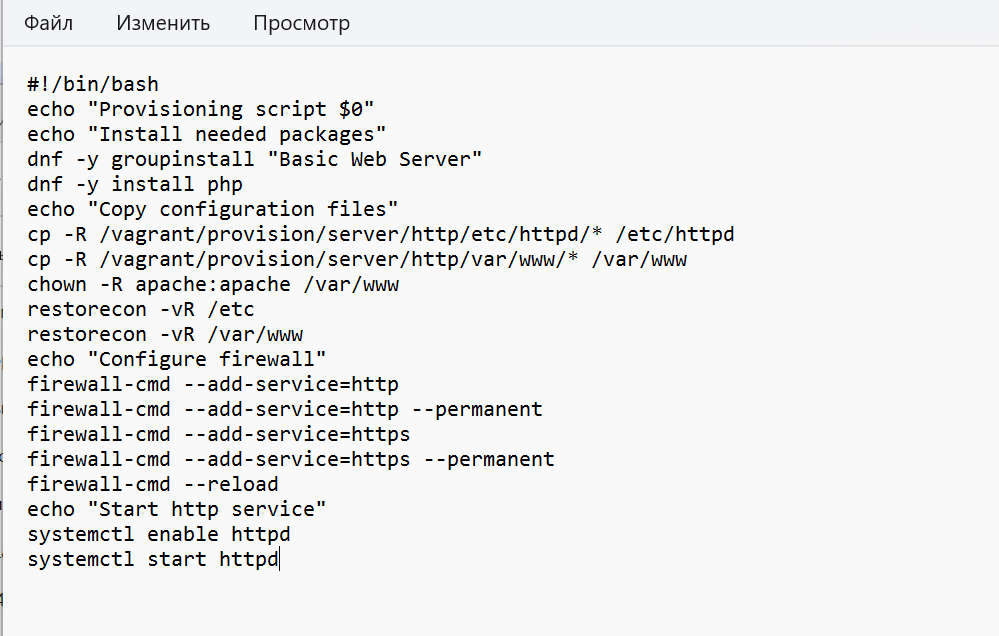 Файл Изменить Просмотр
#!/bin/bash
echo "Provisioning script $0"
echo "Install needed packages"
dnf -y groupinstall "Basic Web Server"
dnf -y install php
echo "Copy configuration files"
cp -R /vagrant/provision/server/http/etc/httpd/* /etc/httpd
cp -R /vagrant/provision/server/http/var/www/* /var/www
chown -R apache:apache /var/www
restorecon -vR /etc
restorecon -vR /var/www
echo "Configure firewall"
firewall-cmd --add-service=http
firewall-cmd --add-service=http --permanent
firewall-cmd --add-service=https
firewall-cmd --add-service=https --permanent
firewall-cmd --reload
echo "Start http service"
systemctl enable httpd
systemctl start httpd